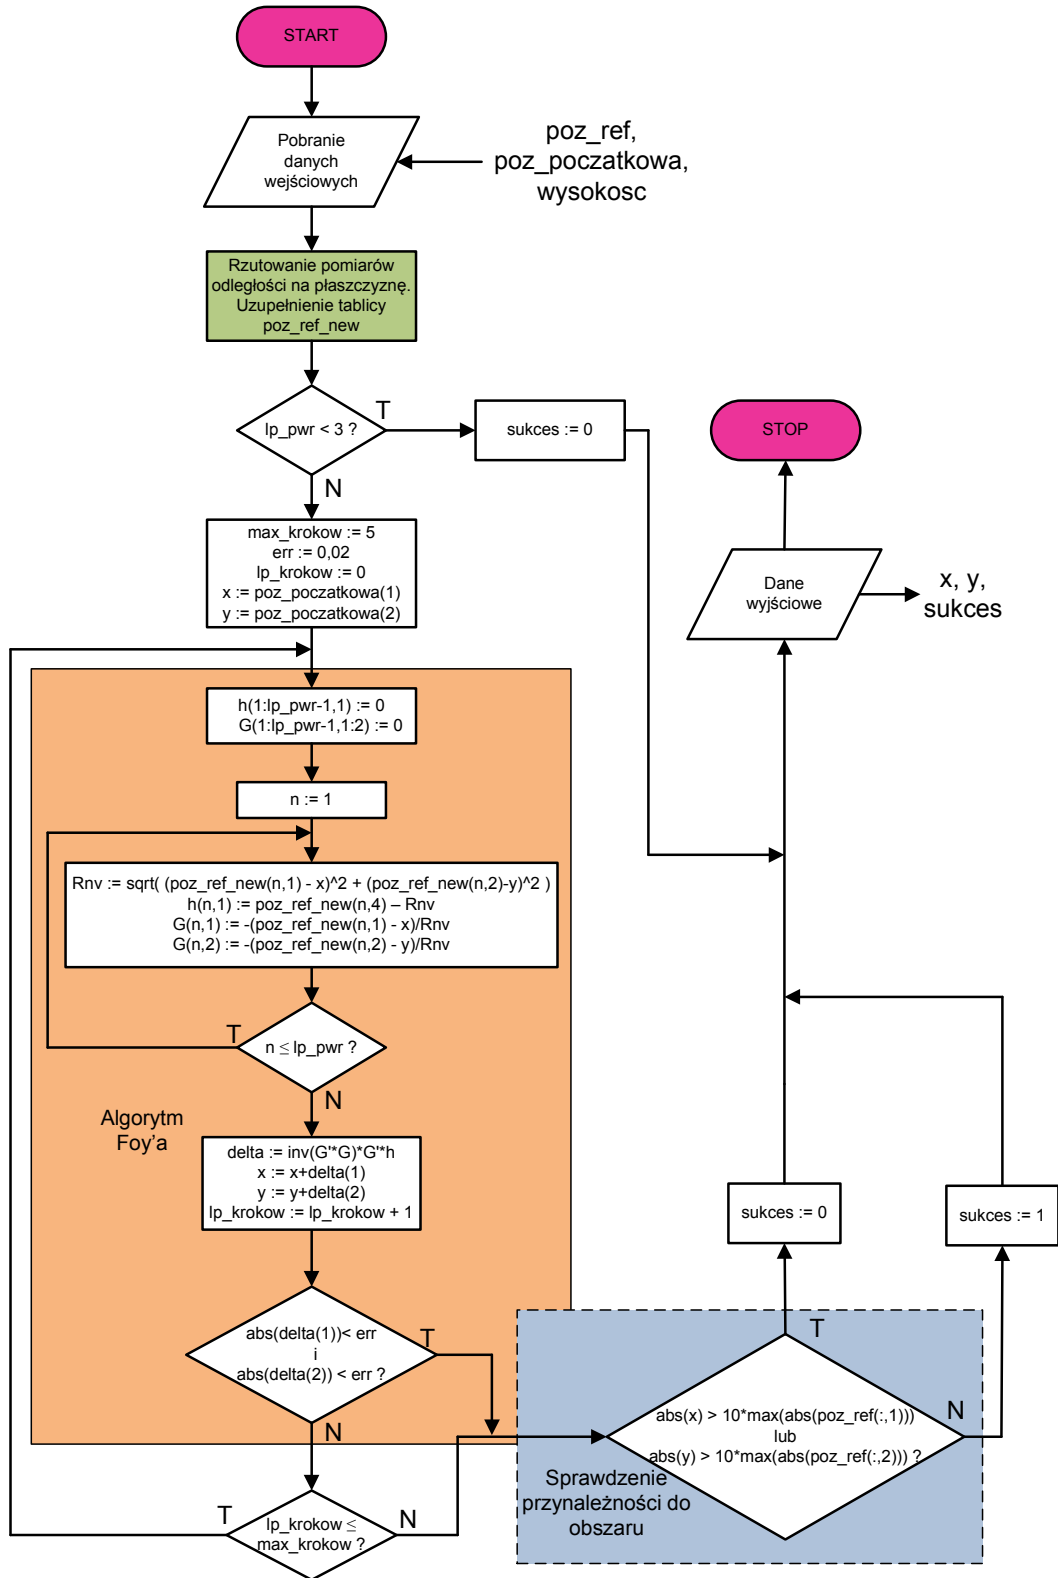 START
Pobranie
danych
wejściowych
poz_ref,
poz_poczatkowa,
wysokosc
Rzutowanie pomiarów
odległości na płaszczyznę.
Uzupełnienie tablicy
poz_ref_new
lp_pwr < 3 ?
T
N
sukces := 0
STOP
max_krokow := 5
err := 0,02
lp_krokow := 0
x := poz_poczatkowa(1)
y := poz_poczatkowa(2)
Dane
wyjściowe
x, y,
sukces
h(1:lp_pwr-1,1) := 0
G(1:lp_pwr-1,1:2) := 0
n := 1
Rnv := sqrt( (poz_ref_new(n,1) - x)^2 + (poz_ref_new(n,2)-y)^2 )
h(n,1) := poz_ref_new(n,4) – Rnv
G(n,1) := -(poz_ref_new(n,1) - x)/Rnv
G(n,2) := -(poz_ref_new(n,2) - y)/Rnv
T
n ≤ lp_pwr ?
N
Algorytm
Foy'a
delta := inv(G'*G)*G'*h
x := x+delta(1)
y := y+delta(2)
lp_krokow := lp_krokow + 1
sukces := 0
sukces := 1
abs(delta(1))< err
i
abs(delta(2)) < err ?
T
N
T
abs(x) > 10*max(abs(poz_ref(:,1)))
lub
abs(y) > 10*max(abs(poz_ref(:,2))) ?
N
Sprawdzenie
przynależności do
obszaru
T
lp_krokow ≤
max_krokow ?
N